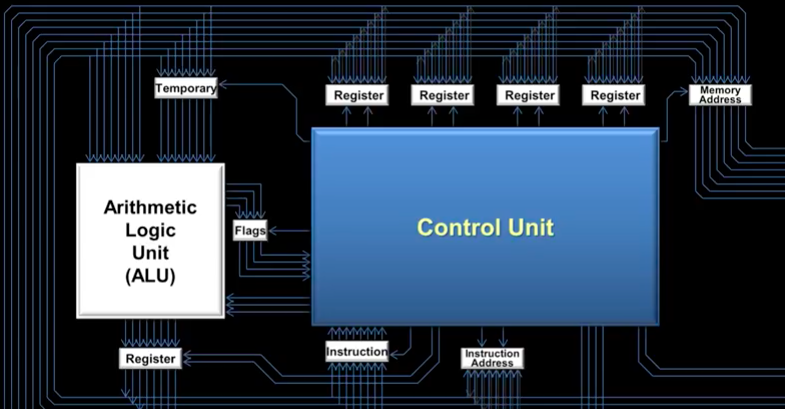 Temporary
Register
Register
Register
Register
Memory
Address
Arithmetic
Logic
Unit
(ALU)
Flags
Control Unit
Register
Instruction
Instruction
Address